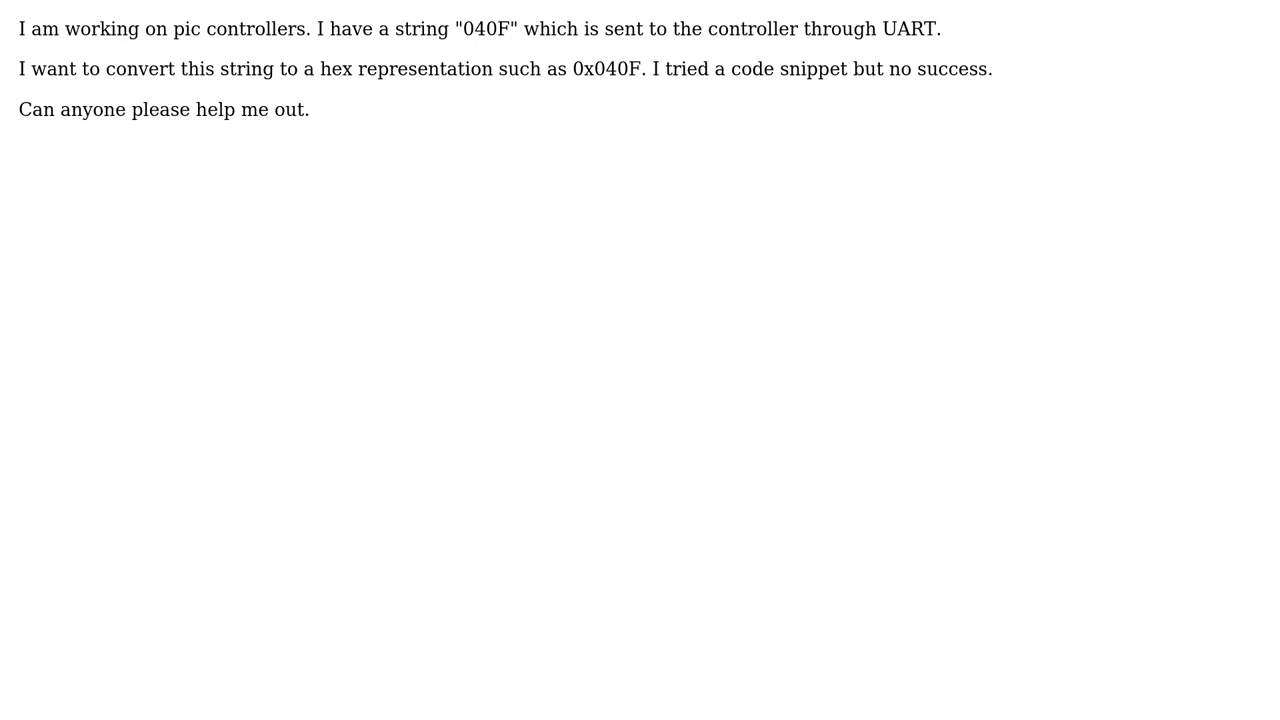 I am working on pic controllers. I have a string "040F" which is sent to the controller through UART.
I want to convert this string to a hex representation such as 0x040F. I tried a code snippet but no success.
Can anyone please help me out.